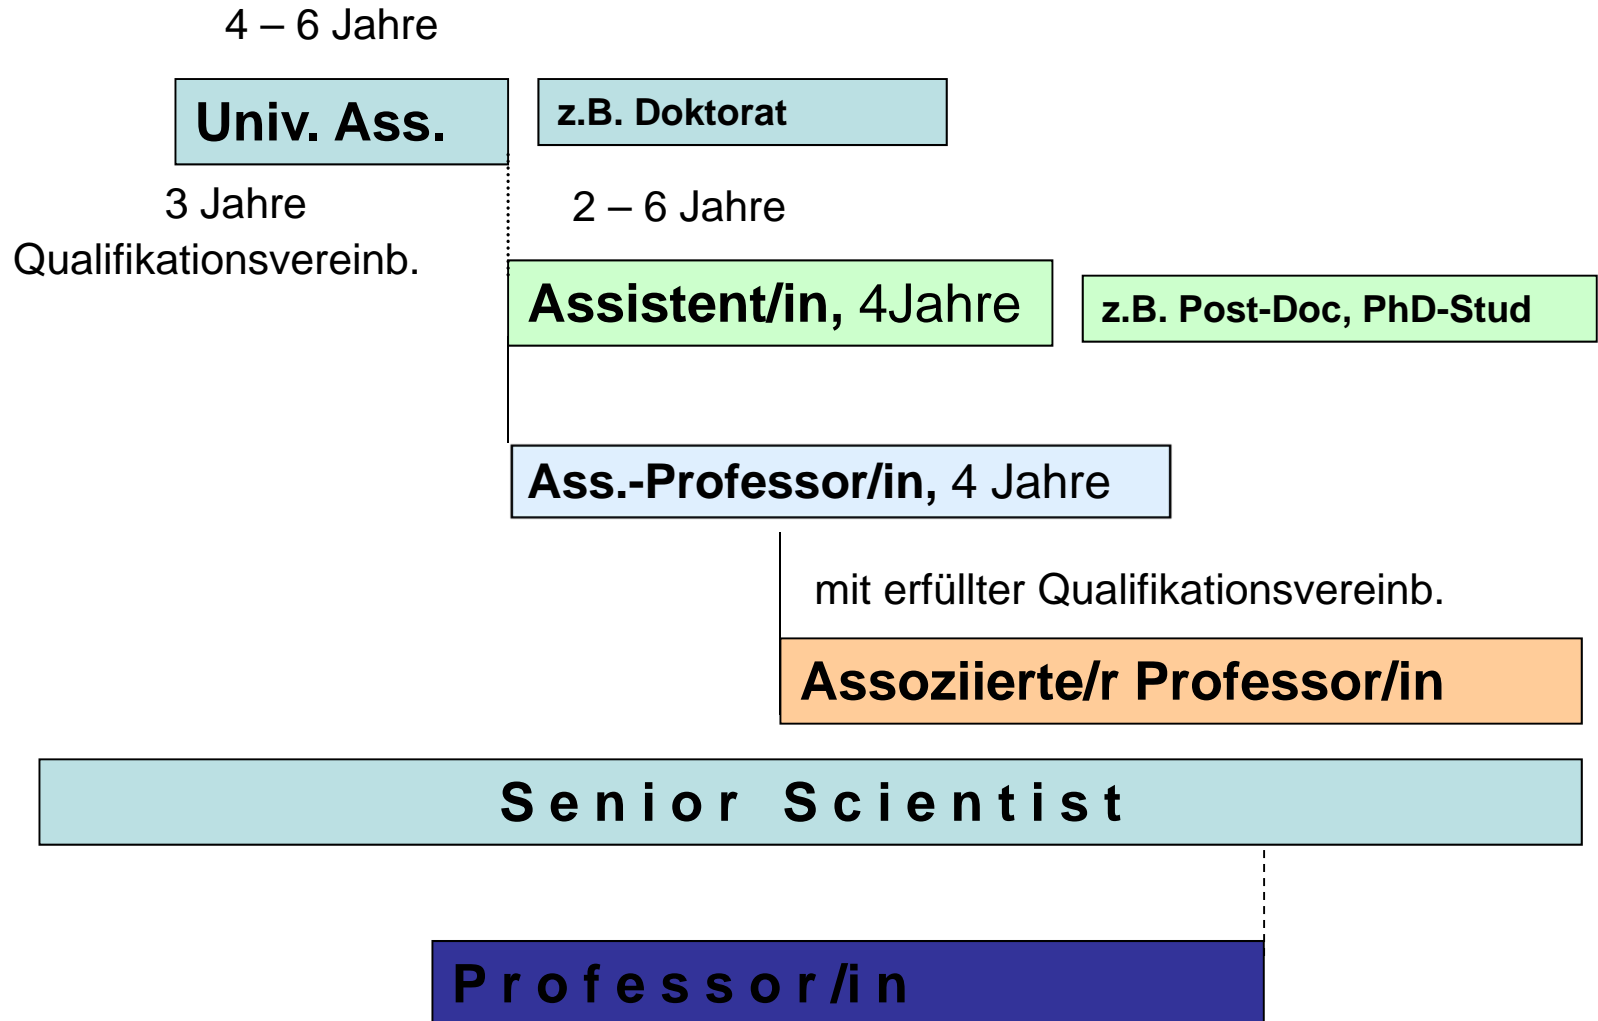 4 – 6 Jahre
Univ. Ass.
z.B. Doktorat
3 Jahre
Qualifikationsvereinb.
2 – 6 Jahre
Assistent/in, 4Jahre
z.B. Post-Doc, PhD-Stud
Ass.-Professor/in, 4 Jahre
mit erfüllter Qualifikationsvereinb.
Assoziierte/r Professor/in
Senior Scientist
Professor/in